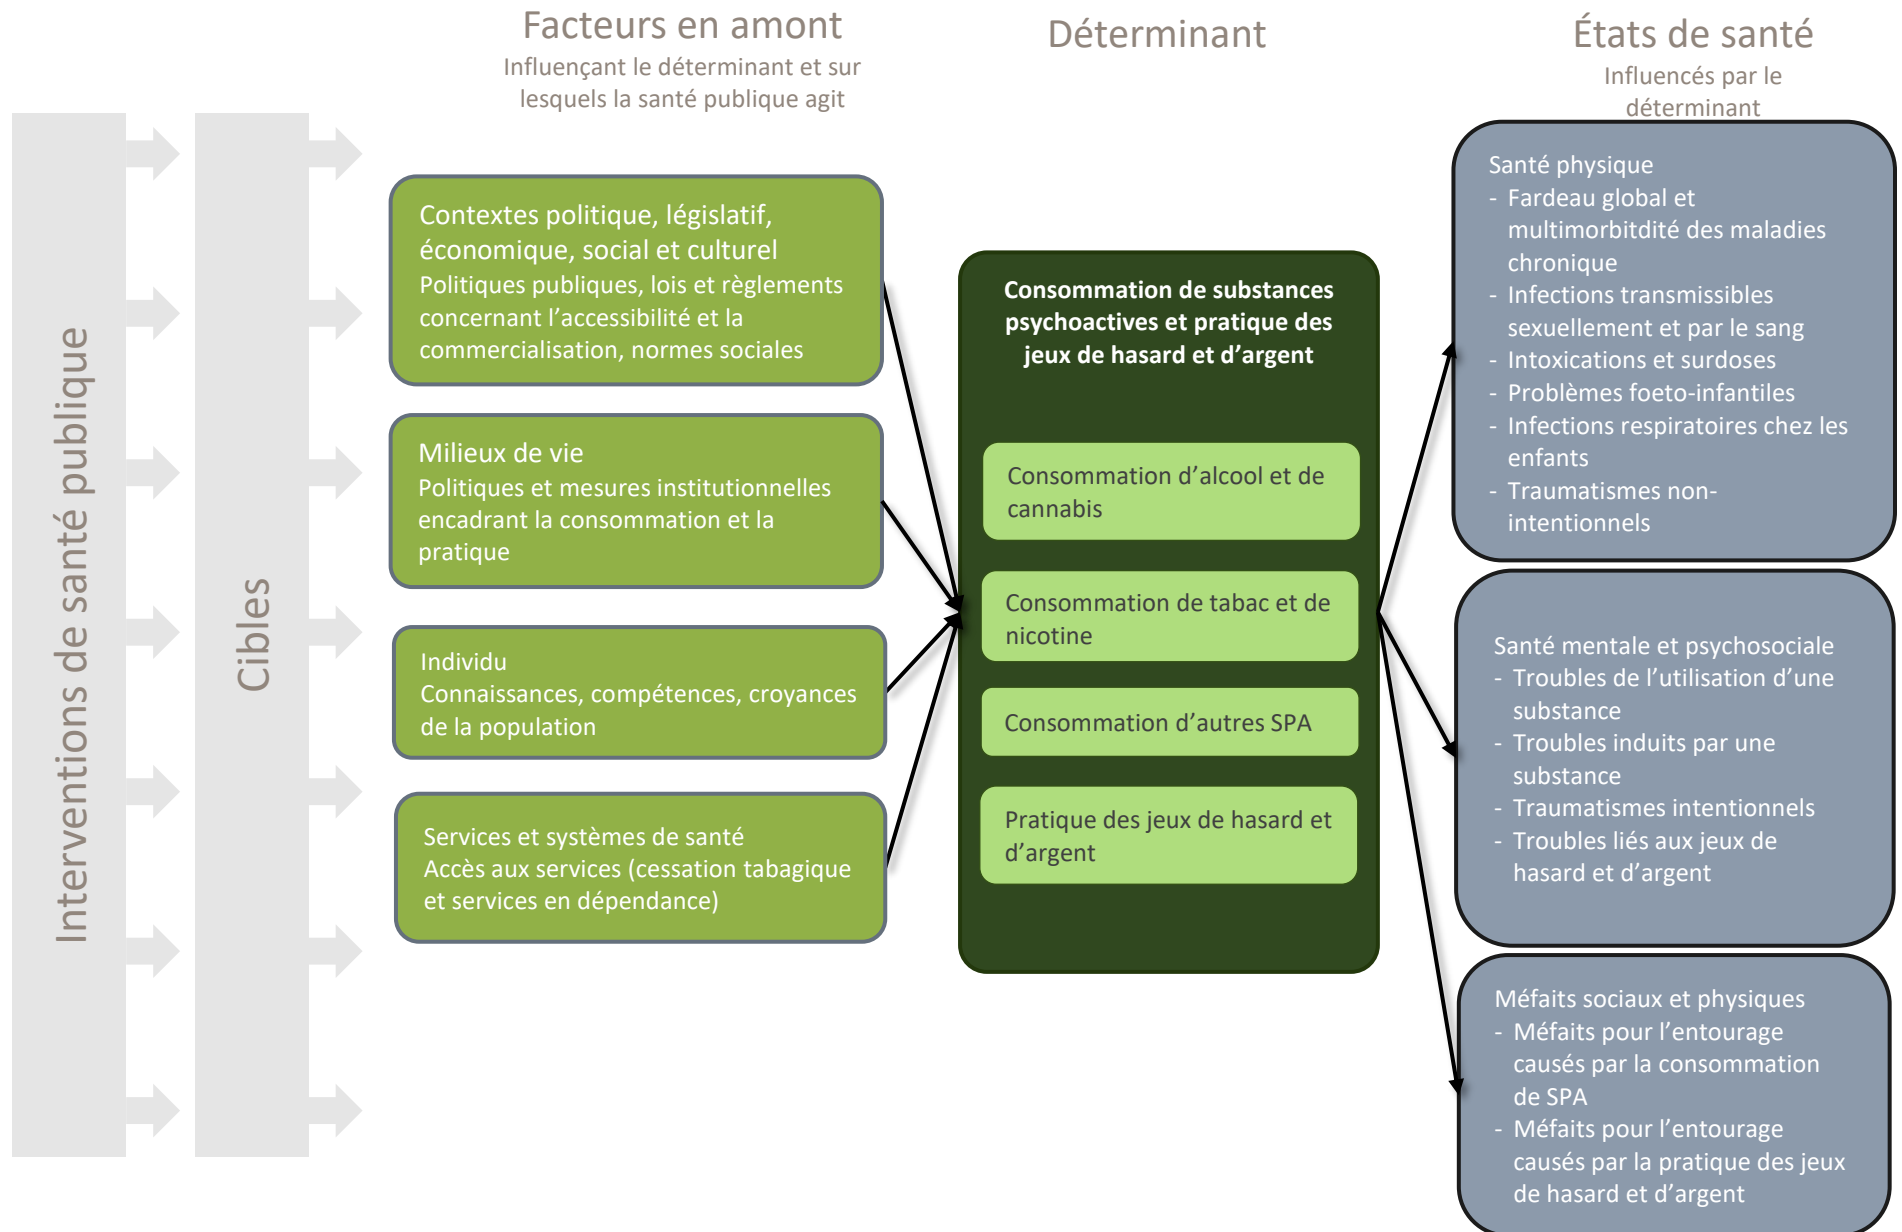 Interventions de santé publique
Cibles
Facteurs en amont
Influençant le déterminant et sur
lesquels la santé publique agit
Contextes politique, législatif,
économique, social et culturel
Politiques publiques, lois et règlements
concernant l’accessibilité et la
commercialisation, normes sociales
Milieux de vie
Politiques et mesures institutionnelles
encadrant la consommation et la
pratique
Individu
Connaissances, compétences, croyances
de la population
Services et systèmes de santé
Accès aux services (cessation tabagique
et services en dépendance)
Déterminant
Consommation de substances
psychoactives et pratique des
jeux de hasard et d’argent
Consommation d’alcool et de
cannabis
Consommation de tabac et de
nicotine
Consommation d’autres SPA
Pratique des jeux de hasard et
d’argent
États de santé
Influencés par le
déterminant
Santé physique
- Fardeau global et
multimorbitdité des maladies
chronique
- Infections transmissibles
sexuellement et par le sang
- Intoxications et surdoses
- Problèmes foeto-infantiles
- Infections respiratoires chez les
enfants
- Traumatismes non-
intentionnels
Santé mentale et psychosociale
- Troubles de l’utilisation d’une
substance
- Troubles induits par une
substance
- Traumatismes intentionnels
- Troubles liés aux jeux de
hasard et d’argent
Méfaits sociaux et physiques
- Méfaits pour l’entourage
causés par la consommation
de SPA
- Méfaits pour l’entourage
causés par la pratique des jeux
de hasard et d’argent